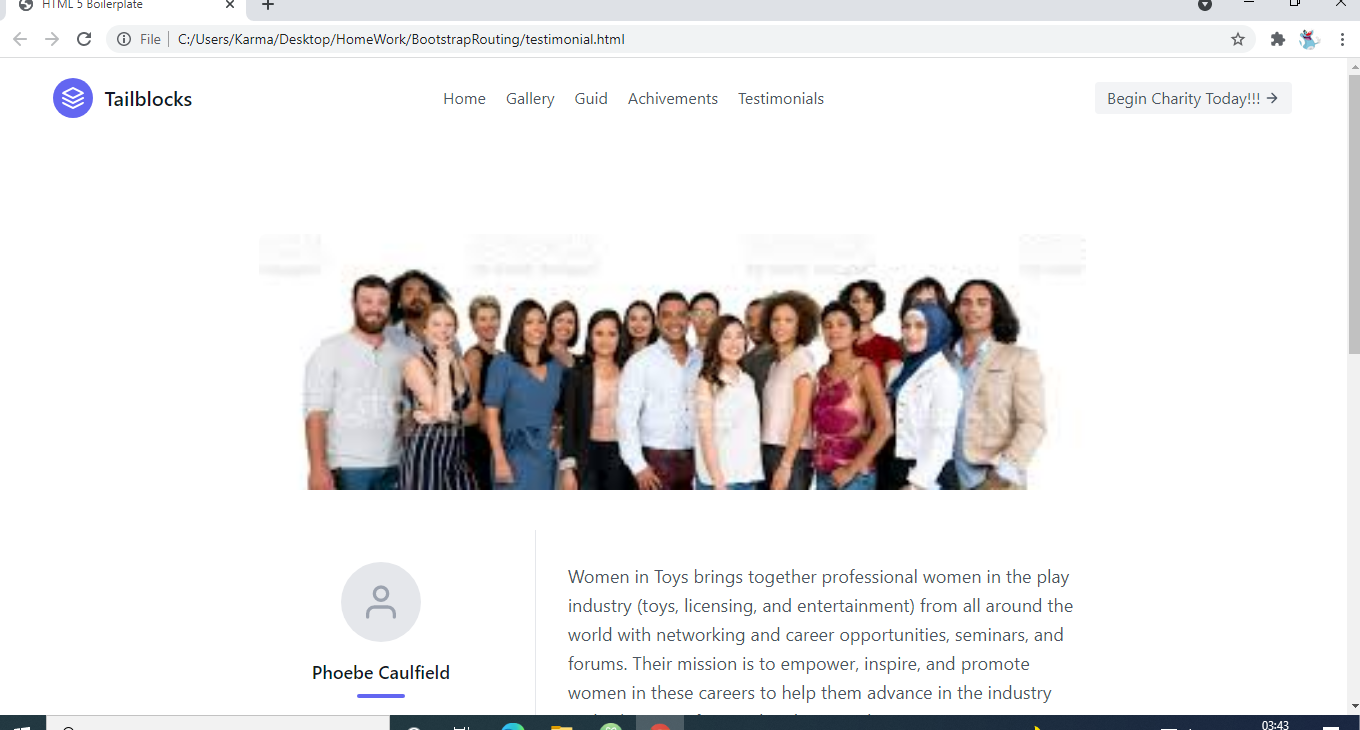 HTML 5 Boilerplate
File
C:/Users/Karma/Desktop/HomeWork/BootstrapRouting/testimonial.html
Tailblocks
Home Gallery Guid Achivements Testimonials
Begin Charity Today!!!
Phoebe Caulfield
Women in Toys brings together professional women in the play
industry (toys, licensing, and entertainment) from all around the
world with networking and career opportunities, seminars, and
forums. Their mission is to empower, inspire, and promote
women in these careers to help them advance in the industry
03:43